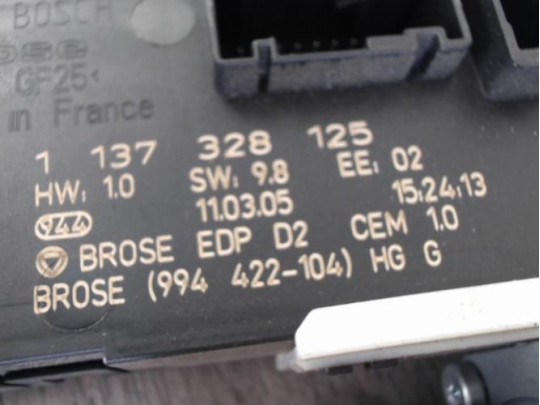 BOSCH
GF25<
in France
1 137 328 125
HW: 1.0 SW: 9.8 EE: 02
11.03.05 15:24:13
944
BROSE EDP D2 CEM 1.0
BROSE (994 422-104) HG G